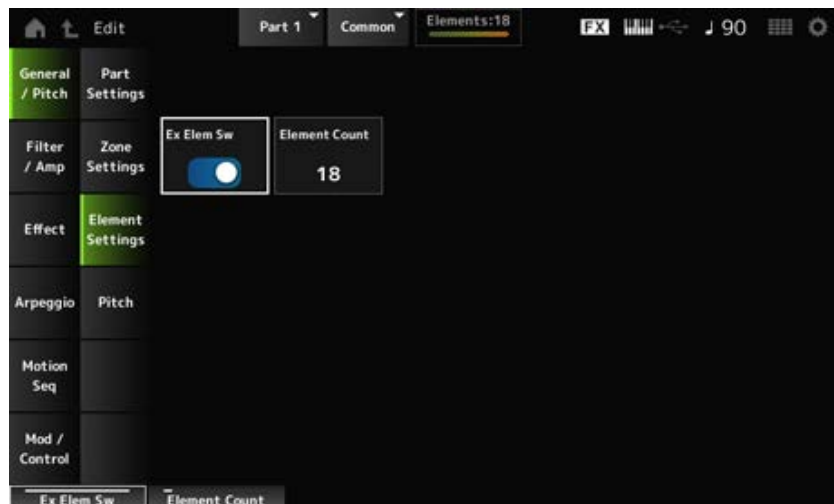 Edit
Part 1
Common
Elements:18
FX
♩ 90
General
/ Pitch
Part
Settings
Filter
/ Amp
Zone
Settings
Ex Elem Sw
Element Count
18
Effect
Element
Settings
Arpeggio
Pitch
Motion
Seq
Mod /
Control
Ex Elem Sw
Element Count